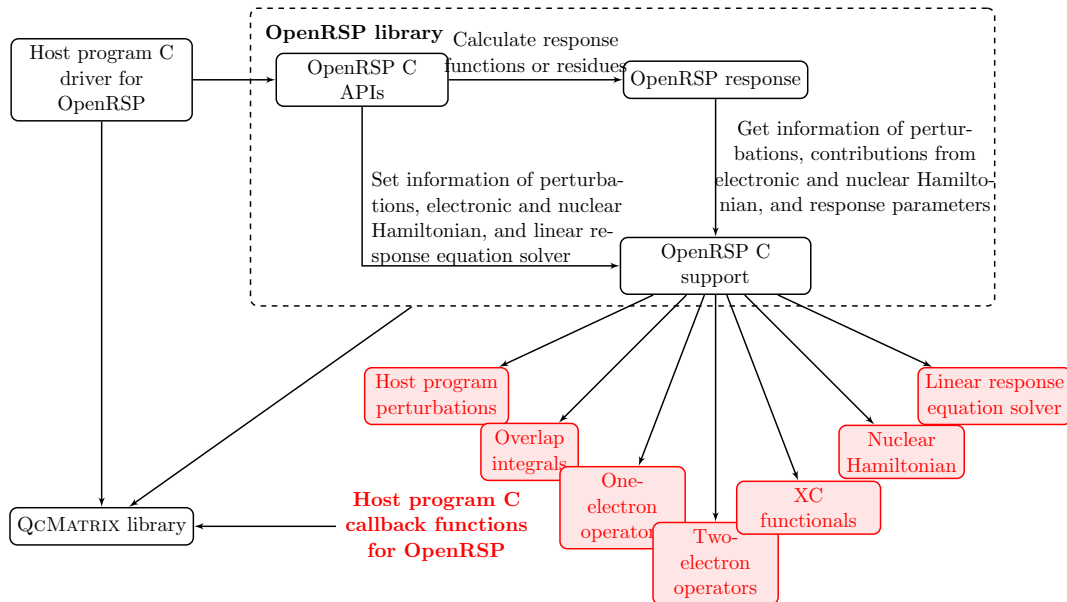 OpenRSP library
Host program C
driver for
OpenRSP
OpenRSP C
APIs
Calculate response
functions or residues
OpenRSP response
Set information of perturba-
tions, electronic and nuclear
Hamiltonian, and linear re-
sponse equation solver
Get information of pertur-
bations, contributions from
electronic and nuclear Hamilto-
nian, and response parameters
OpenRSP C
support
Host program
perturbations
Overlap
integrals
One-
electron
operators
Two-
electron
operators
XC
functionals
Nuclear
Hamiltonian
Linear response
equation solver
QcMatrix library
Host program C
callback functions
for OpenRSP